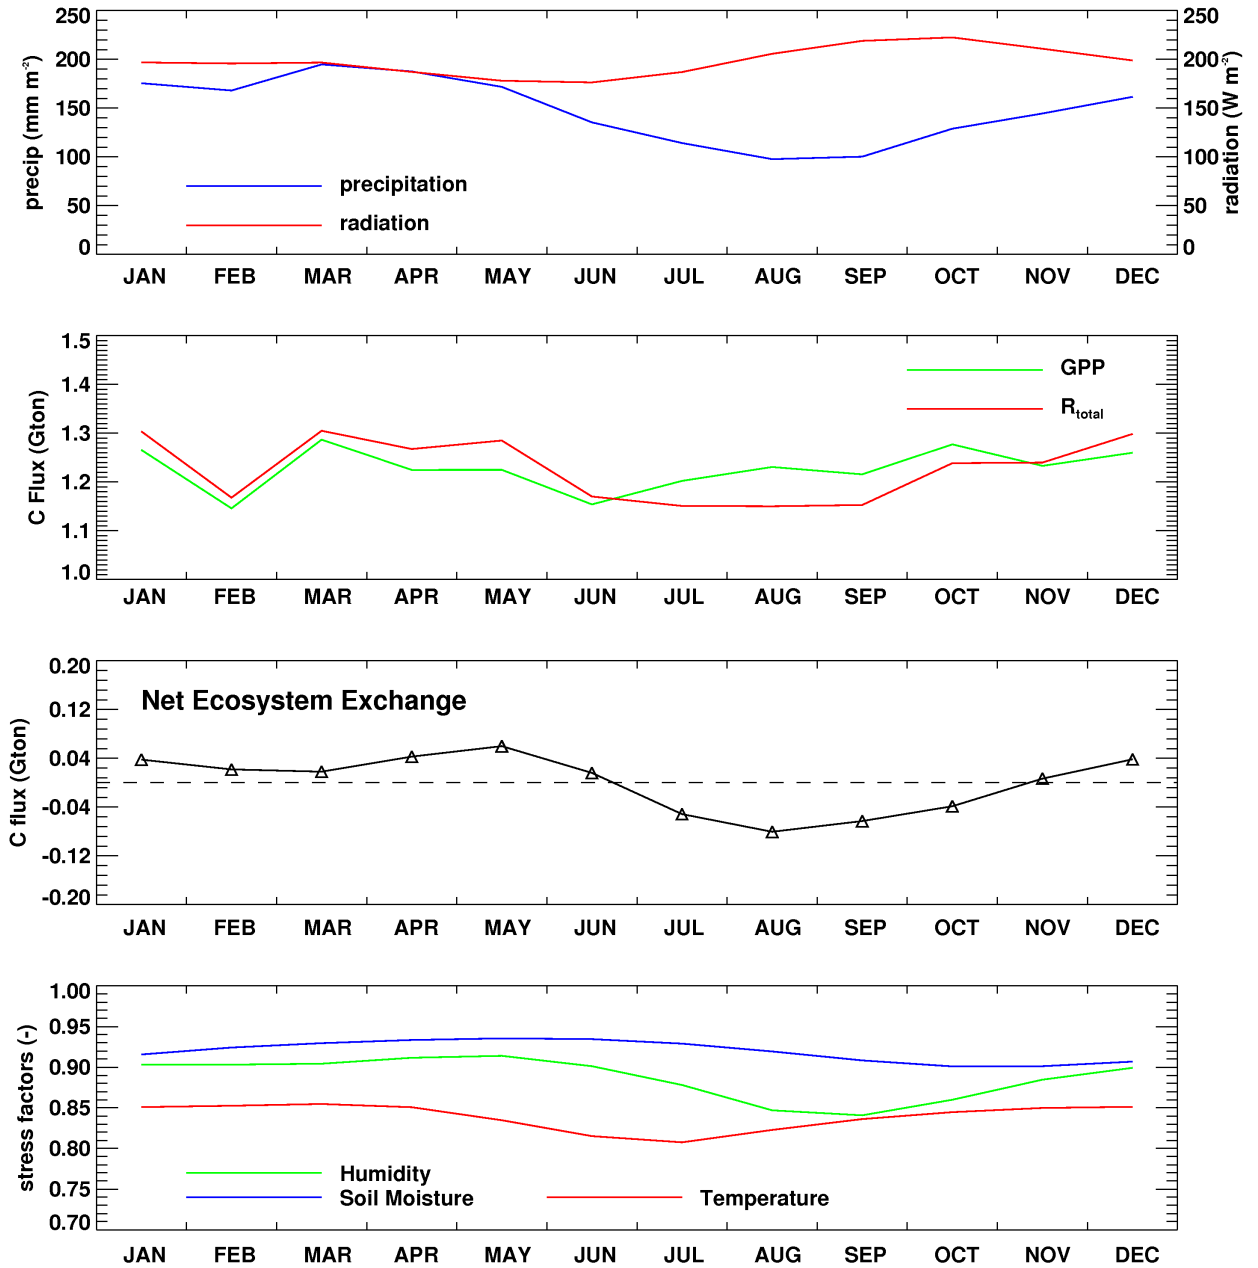 250
200
150
100
50
0
precip (mm m-2)
250
200
150
100
50
0
radiation (W m-2)
precipitation
radiation
JAN FEB MAR APR MAY JUN JUL AUG SEP OCT NOV DEC
1.5
1.4
1.3
1.2
1.1
1.0
C Flux (Gton)
GPP
Rtotal
JAN FEB MAR APR MAY JUN JUL AUG SEP OCT NOV DEC
0.20
0.12
0.04
-0.04
-0.12
-0.20
C flux (Gton)
Net Ecosystem Exchange
JAN FEB MAR APR MAY JUN JUL AUG SEP OCT NOV DEC
1.00
0.95
0.90
0.85
0.80
0.75
0.70
stress factors (-)
Humidity
Soil Moisture Temperature
JAN FEB MAR APR MAY JUN JUL AUG SEP OCT NOV DEC